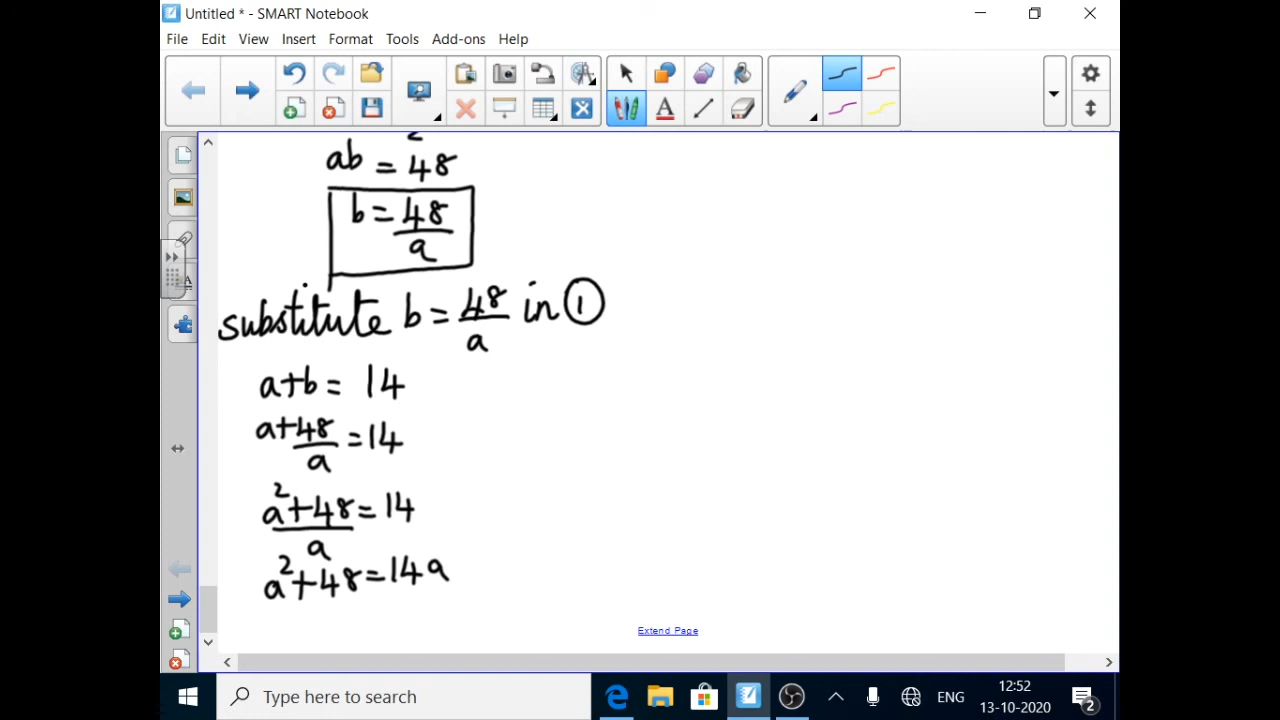 Untitled * - SMART Notebook
File Edit View Insert Format Tools Add-ons Help
2
ab = 48
b = 48/a
substitute b = 48/a in ①
a+b = 14
a+48/a = 14
a²+48/a = 14
a²+48 = 14a
Extend Page
Type here to search
ENG
12:52
13-10-2020
2